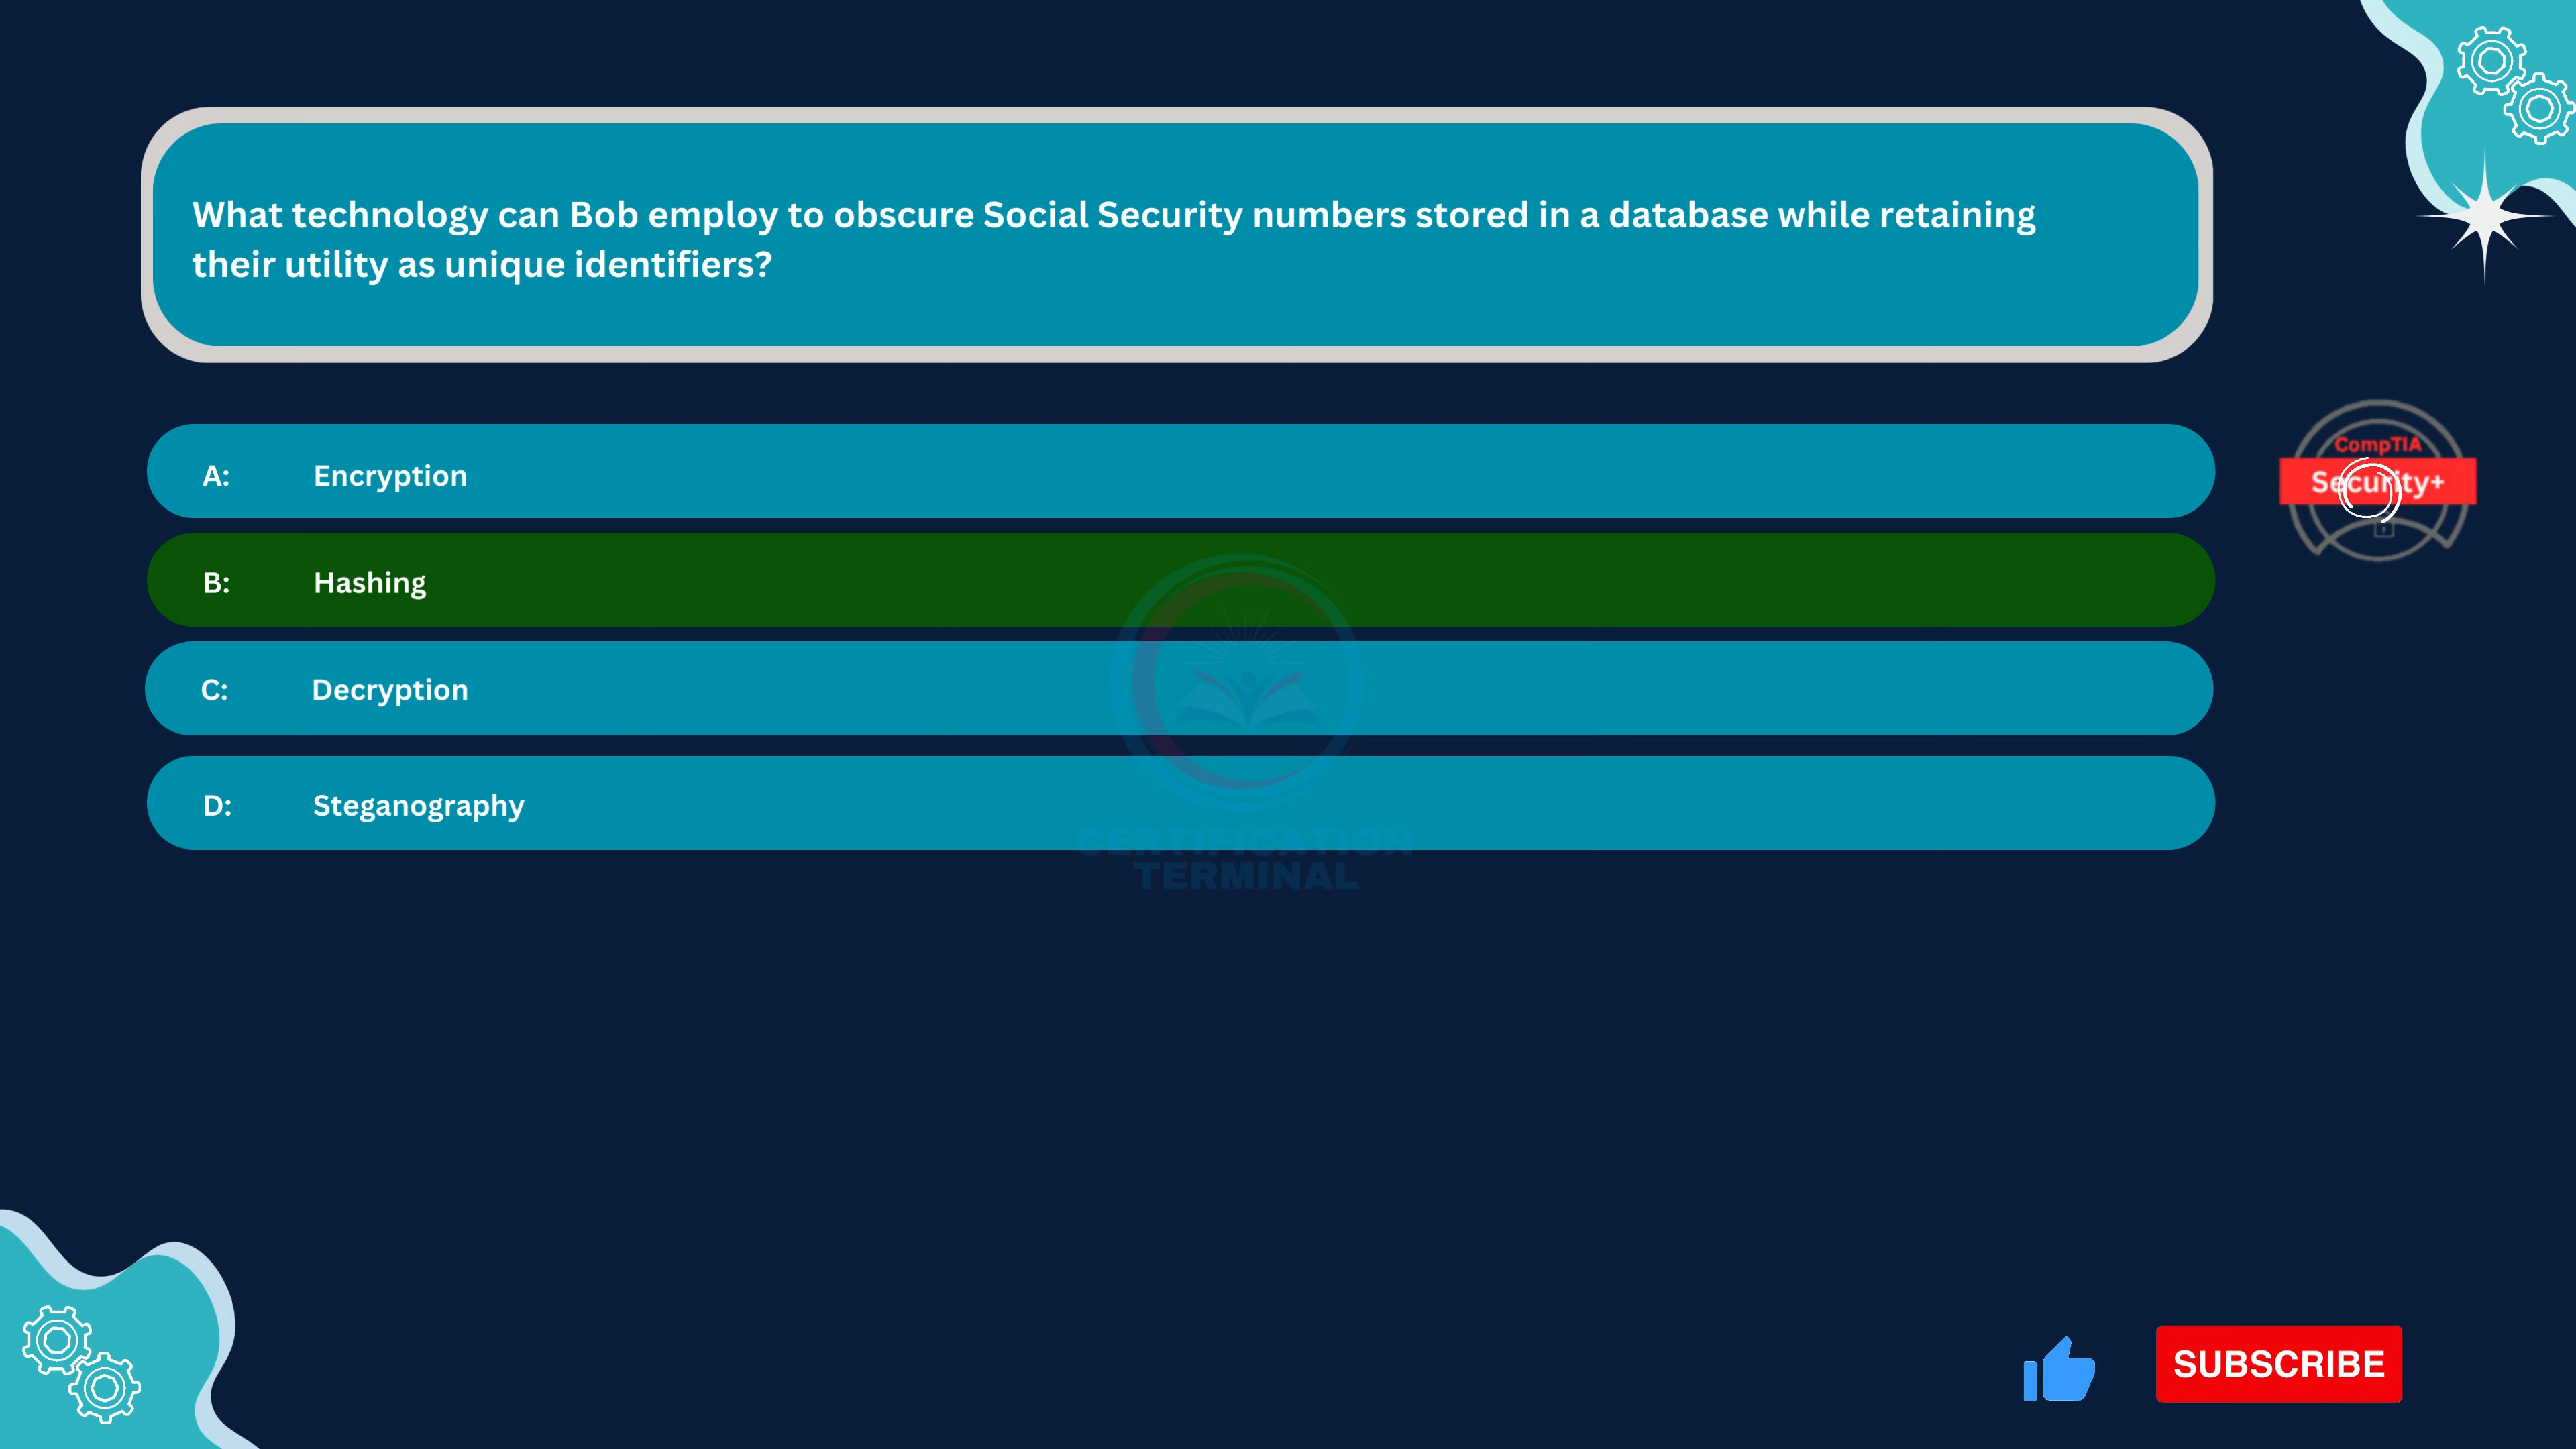 What technology can Bob employ to obscure Social Security numbers stored in a database while retaining
their utility as unique identifiers?
CompTIA
Security+
A: Encryption
B: Hashing
C: Decryption
D: Steganography
CERTIFICATION
TERMINAL
SUBSCRIBE